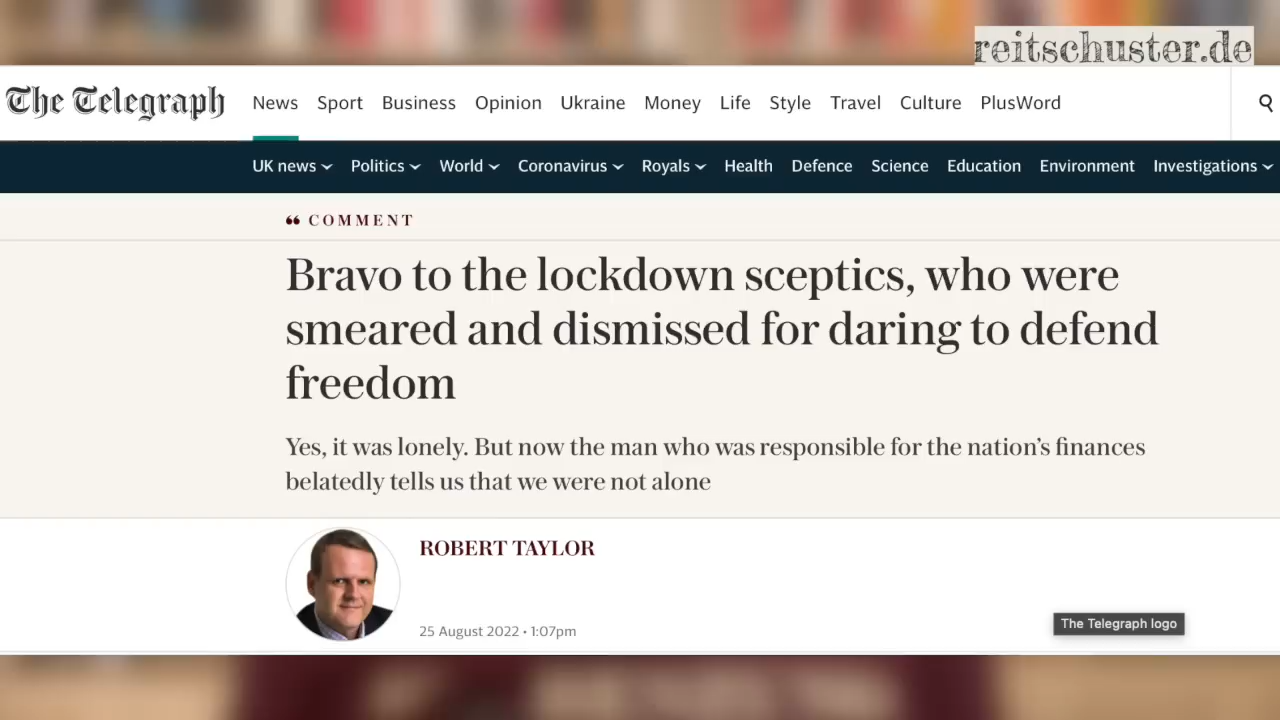 reitschuster.de
The Telegraph
News Sport Business Opinion Ukraine Money Life Style Travel Culture PlusWord
UK news Politics World Coronavirus Royals Health Defence Science Education Environment Investigations
“ COMMENT
Bravo to the lockdown sceptics, who were
smeared and dismissed for daring to defend
freedom
Yes, it was lonely. But now the man who was responsible for the nation’s finances
belatedly tells us that we were not alone
ROBERT TAYLOR
25 August 2022 • 1:07pm
The Telegraph logo